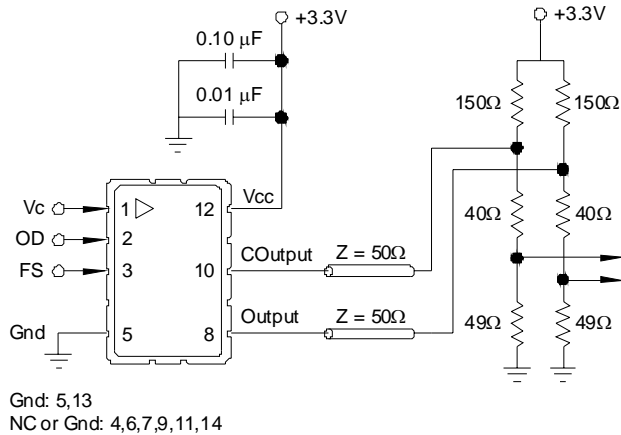 +3.3V
+3.3V
0.10 µF
0.01 µF
150Ω
150Ω
Vcc
Vc
1
12
OD
2
40Ω
40Ω
FS
3
10
COutput
Z = 50Ω
Gnd
5
8
Output
Z = 50Ω
49Ω
49Ω
Gnd: 5,13
NC or Gnd: 4,6,7,9,11,14